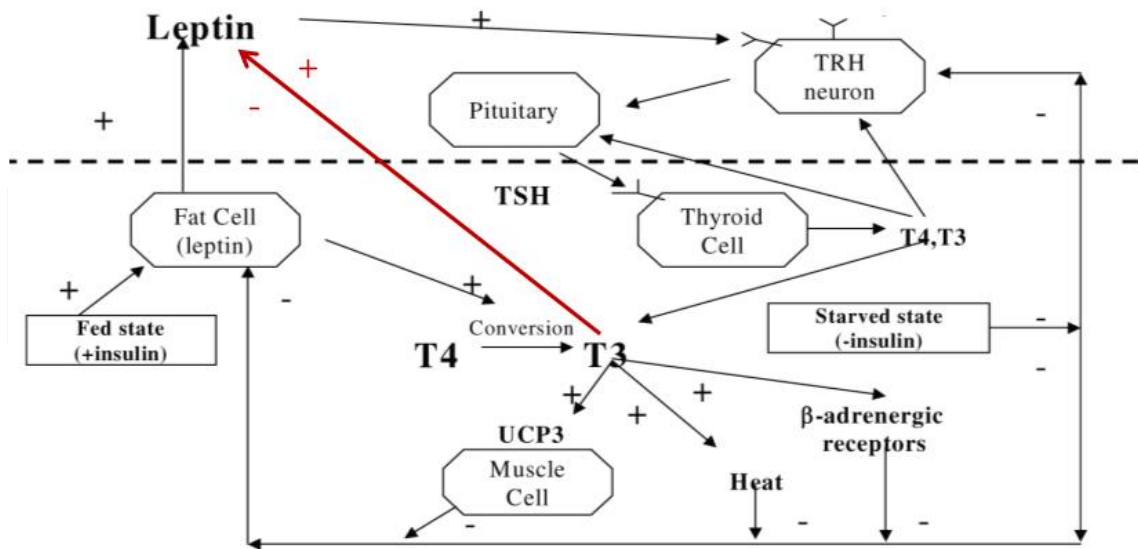 Leptin
+
+
-
+
TRH
neuron
Pituitary
-
TSH
Fat Cell
(leptin)
Thyroid
Cell
T4,T3
+
-
+
Fed state
(+insulin)
Conversion
T4
T3
Starved state
(-insulin)
-
-
+
+
+
β-adrenergic
receptors
UCP3
Muscle
Cell
Heat
-
-
-